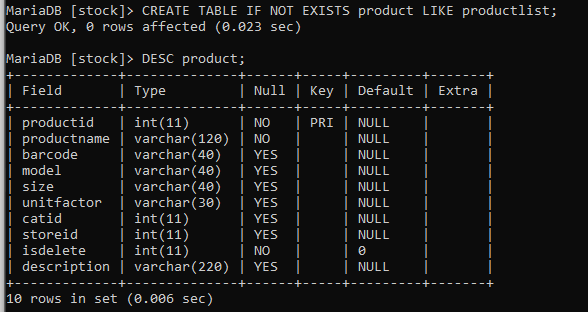 MariaDB [stock]> CREATE TABLE IF NOT EXISTS product LIKE productlist;
Query OK, 0 rows affected (0.023 sec)
MariaDB [stock]> DESC product;
+-------------+--------------+------+-----+---------+-------+
| Field       | Type         | Null | Key | Default | Extra |
+-------------+--------------+------+-----+---------+-------+
| productid   | int(11)      | NO   | PRI | NULL    |       |
| productname | varchar(120) | NO   |     | NULL    |       |
| barcode     | varchar(40)  | YES  |     | NULL    |       |
| model       | varchar(40)  | YES  |     | NULL    |       |
| size        | varchar(40)  | YES  |     | NULL    |       |
| unitfactor  | varchar(30)  | YES  |     | NULL    |       |
| catid       | int(11)      | YES  |     | NULL    |       |
| storeid     | int(11)      | YES  |     | NULL    |       |
| isdelete    | int(11)      | NO   |     | 0       |       |
| description | varchar(220) | YES  |     | NULL    |       |
+-------------+--------------+------+-----+---------+-------+
10 rows in set (0.006 sec)